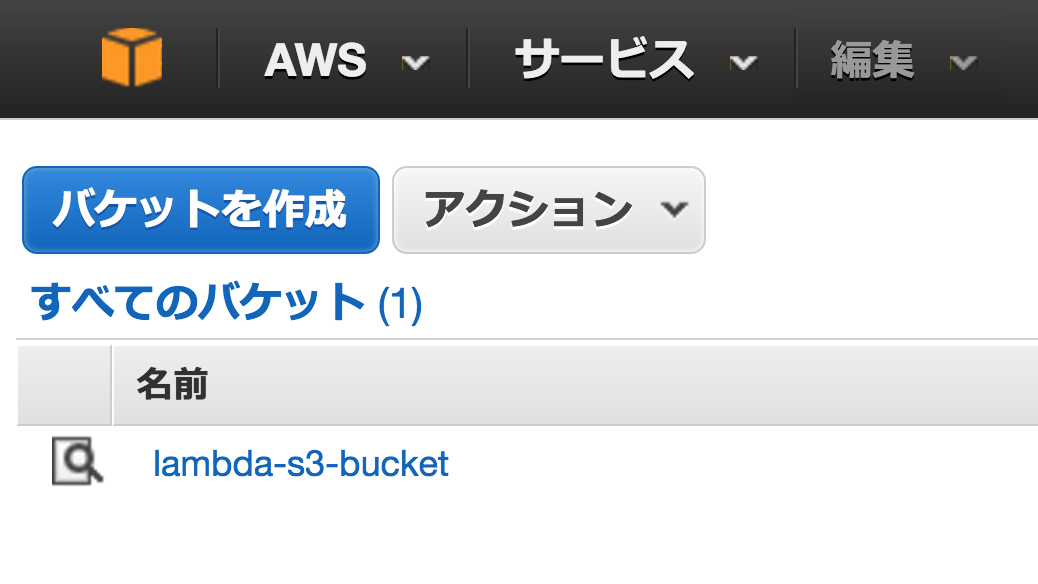 AWS サービス 編集
バケットを作成 アクション
すべてのバケット (1)
名前
lambda-s3-bucket